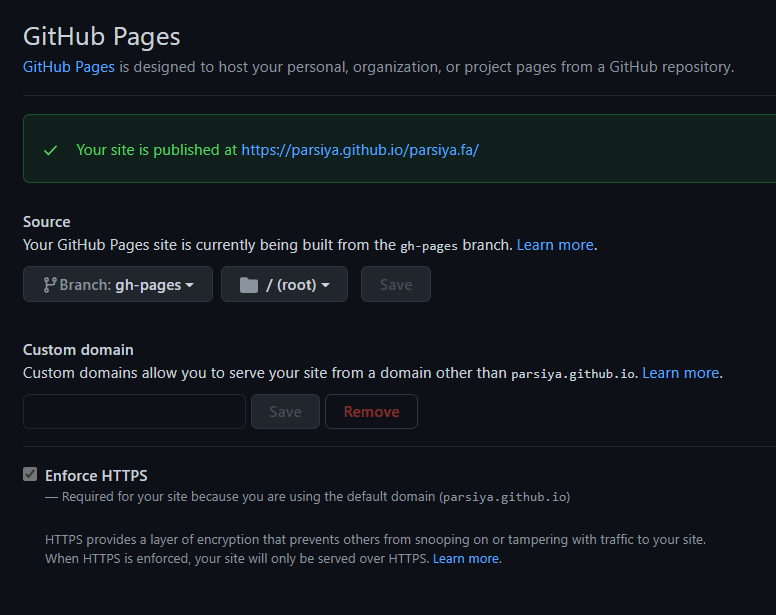 GitHub Pages
GitHub Pages is designed to host your personal, organization, or project pages from a GitHub repository.
Your site is published at https://parsiya.github.io/parsiya.fa/
Source
Your GitHub Pages site is currently being built from the gh-pages branch. Learn more.
Branch: gh-pages / (root) Save
Custom domain
Custom domains allow you to serve your site from a domain other than parsiya.github.io. Learn more.
Save Remove
Enforce HTTPS
— Required for your site because you are using the default domain (parsiya.github.io)
HTTPS provides a layer of encryption that prevents others from snooping on or tampering with traffic to your site.
When HTTPS is enforced, your site will only be served over HTTPS. Learn more.